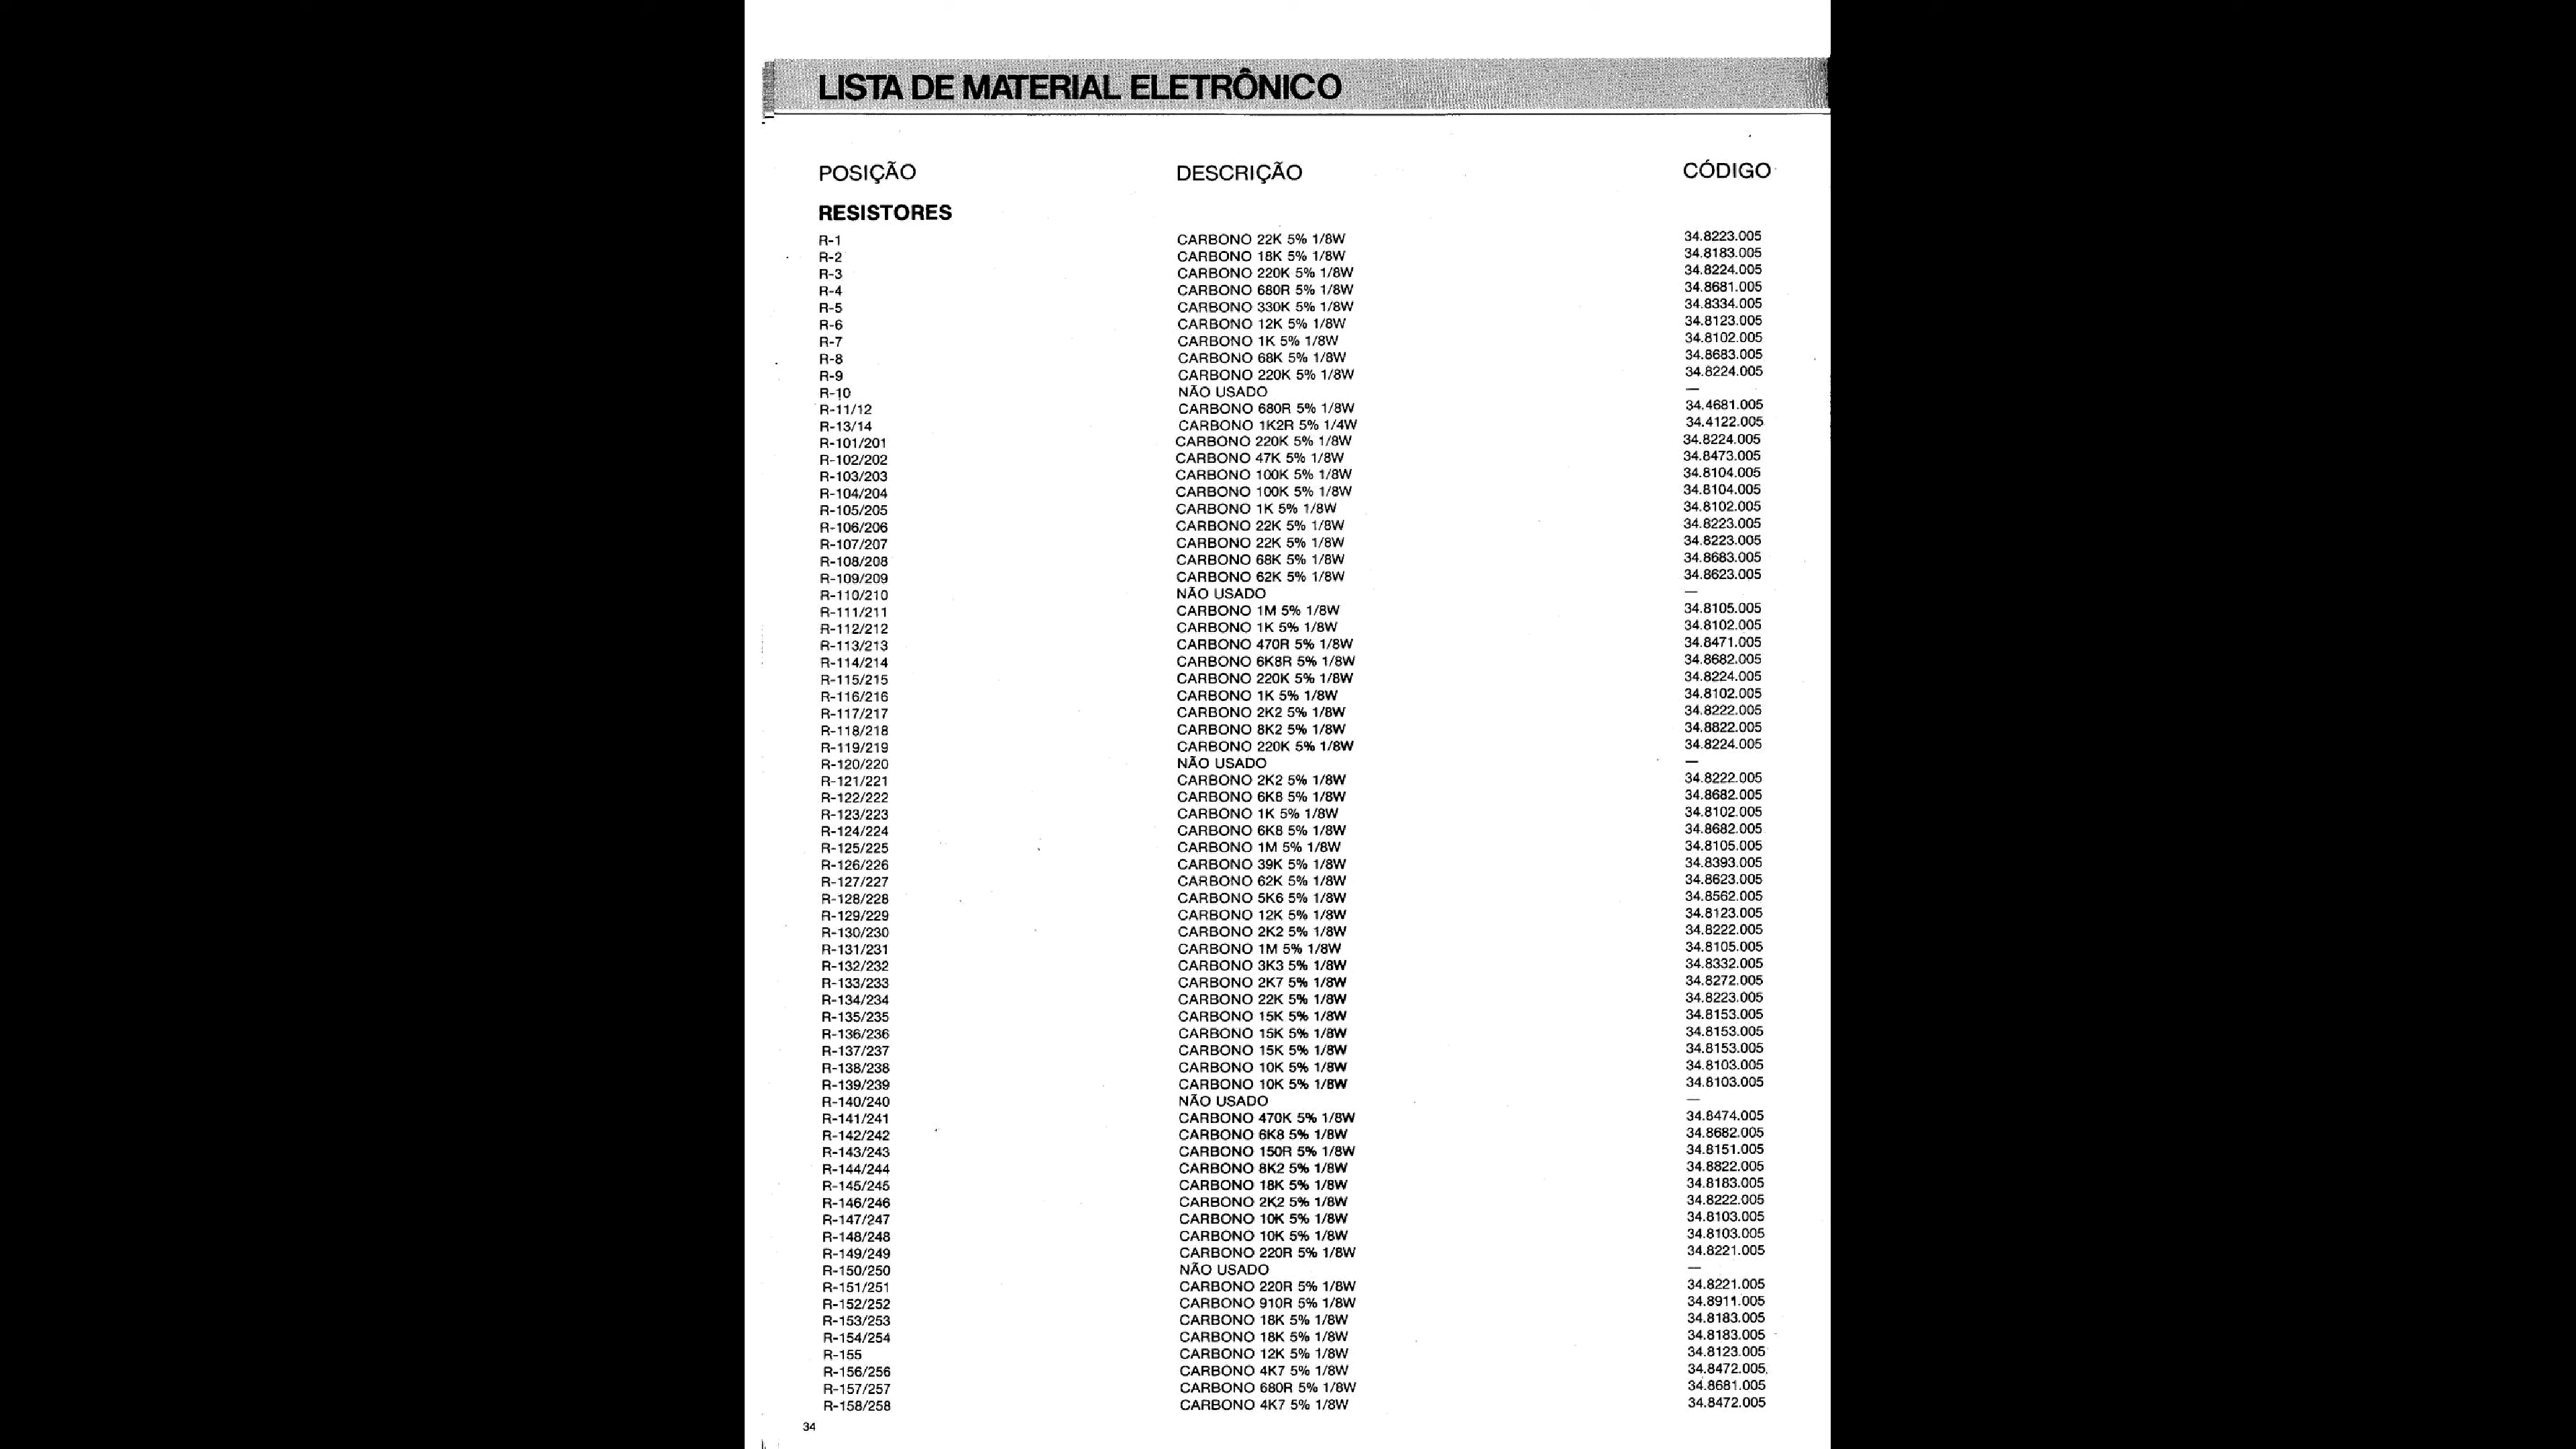 LISTA DE MATERIAL ELETRÔNICO
POSIÇÃO DESCRIÇÃO CÓDIGO
RESISTORES
R-1 CARBONO 22K 5% 1/8W 34.8223.005
R-2 CARBONO 18K 5% 1/8W 34.8183.005
R-3 CARBONO 220K 5% 1/8W 34.8224.005
R-4 CARBONO 680R 5% 1/8W 34.8681.005
R-5 CARBONO 330K 5% 1/8W 34.8334.005
R-6 CARBONO 12K 5% 1/8W 34.8123.005
R-7 CARBONO 1K 5% 1/8W 34.8102.005
R-8 CARBONO 68K 5% 1/8W 34.8683.005
R-9 CARBONO 220K 5% 1/8W 34.8224.005
R-10 NÃO USADO —
R-11/12 CARBONO 680R 5% 1/8W 34.4681.005
R-13/14 CARBONO 1K2R 5% 1/4W 34.4122.005
R-101/201 CARBONO 220K 5% 1/8W 34.8224.005
R-102/202 CARBONO 47K 5% 1/8W 34.8473.005
R-103/203 CARBONO 100K 5% 1/8W 34.8104.005
R-104/204 CARBONO 100K 5% 1/8W 34.8104.005
R-105/205 CARBONO 1K 5% 1/8W 34.8102.005
R-106/206 CARBONO 22K 5% 1/8W 34.8223.005
R-107/207 CARBONO 22K 5% 1/8W 34.8223.005
R-108/208 CARBONO 68K 5% 1/8W 34.8683.005
R-109/209 CARBONO 62K 5% 1/8W 34.8623.005
R-110/210 NÃO USADO —
R-111/211 CARBONO 1M 5% 1/8W 34.8105.005
R-112/212 CARBONO 1K 5% 1/8W 34.8102.005
R-113/213 CARBONO 470R 5% 1/8W 34.8471.005
R-114/214 CARBONO 6K8R 5% 1/8W 34.8682.005
R-115/215 CARBONO 220K 5% 1/8W 34.8224.005
R-116/216 CARBONO 1K 5% 1/8W 34.8102.005
R-117/217 CARBONO 2K2 5% 1/8W 34.8222.005
R-118/218 CARBONO 8K2 5% 1/8W 34.8822.005
R-119/219 CARBONO 220K 5% 1/8W 34.8224.005
R-120/220 NÃO USADO —
R-121/221 CARBONO 2K2 5% 1/8W 34.8222.005
R-122/222 CARBONO 6K8 5% 1/8W 34.8682.005
R-123/223 CARBONO 1K 5% 1/8W 34.8102.005
R-124/224 CARBONO 6K8 5% 1/8W 34.8682.005
R-125/225 CARBONO 1M 5% 1/8W 34.8105.005
R-126/226 CARBONO 39K 5% 1/8W 34.8393.005
R-127/227 CARBONO 62K 5% 1/8W 34.8623.005
R-128/228 CARBONO 5K6 5% 1/8W 34.8562.005
R-129/229 CARBONO 12K 5% 1/8W 34.8123.005
R-130/230 CARBONO 2K2 5% 1/8W 34.8222.005
R-131/231 CARBONO 1M 5% 1/8W 34.8105.005
R-132/232 CARBONO 3K3 5% 1/8W 34.8332.005
R-133/233 CARBONO 2K7 5% 1/8W 34.8272.005
R-134/234 CARBONO 22K 5% 1/8W 34.8223.005
R-135/235 CARBONO 15K 5% 1/8W 34.8153.005
R-136/236 CARBONO 15K 5% 1/8W 34.8153.005
R-137/237 CARBONO 15K 5% 1/8W 34.8153.005
R-138/238 CARBONO 10K 5% 1/8W 34.8103.005
R-139/239 CARBONO 10K 5% 1/8W 34.8103.005
R-140/240 NÃO USADO —
R-141/241 CARBONO 470K 5% 1/8W 34.8474.005
R-142/242 CARBONO 6K8 5% 1/8W 34.8682.005
R-143/243 CARBONO 150R 5% 1/8W 34.8151.005
R-144/244 CARBONO 8K2 5% 1/8W 34.8822.005
R-145/245 CARBONO 18K 5% 1/8W 34.8183.005
R-146/246 CARBONO 2K2 5% 1/8W 34.8222.005
R-147/247 CARBONO 10K 5% 1/8W 34.8103.005
R-148/248 CARBONO 10K 5% 1/8W 34.8103.005
R-149/249 CARBONO 220R 5% 1/8W 34.8221.005
R-150/250 NÃO USADO —
R-151/251 CARBONO 220R 5% 1/8W 34.8221.005
R-152/252 CARBONO 910R 5% 1/8W 34.8911.005
R-153/253 CARBONO 18K 5% 1/8W 34.8183.005
R-154/254 CARBONO 18K 5% 1/8W 34.8183.005
R-155 CARBONO 12K 5% 1/8W 34.8123.005
R-156/256 CARBONO 4K7 5% 1/8W 34.8472.005
R-157/257 CARBONO 680R 5% 1/8W 34.8681.005
R-158/258 CARBONO 4K7 5% 1/8W 34.8472.005
34